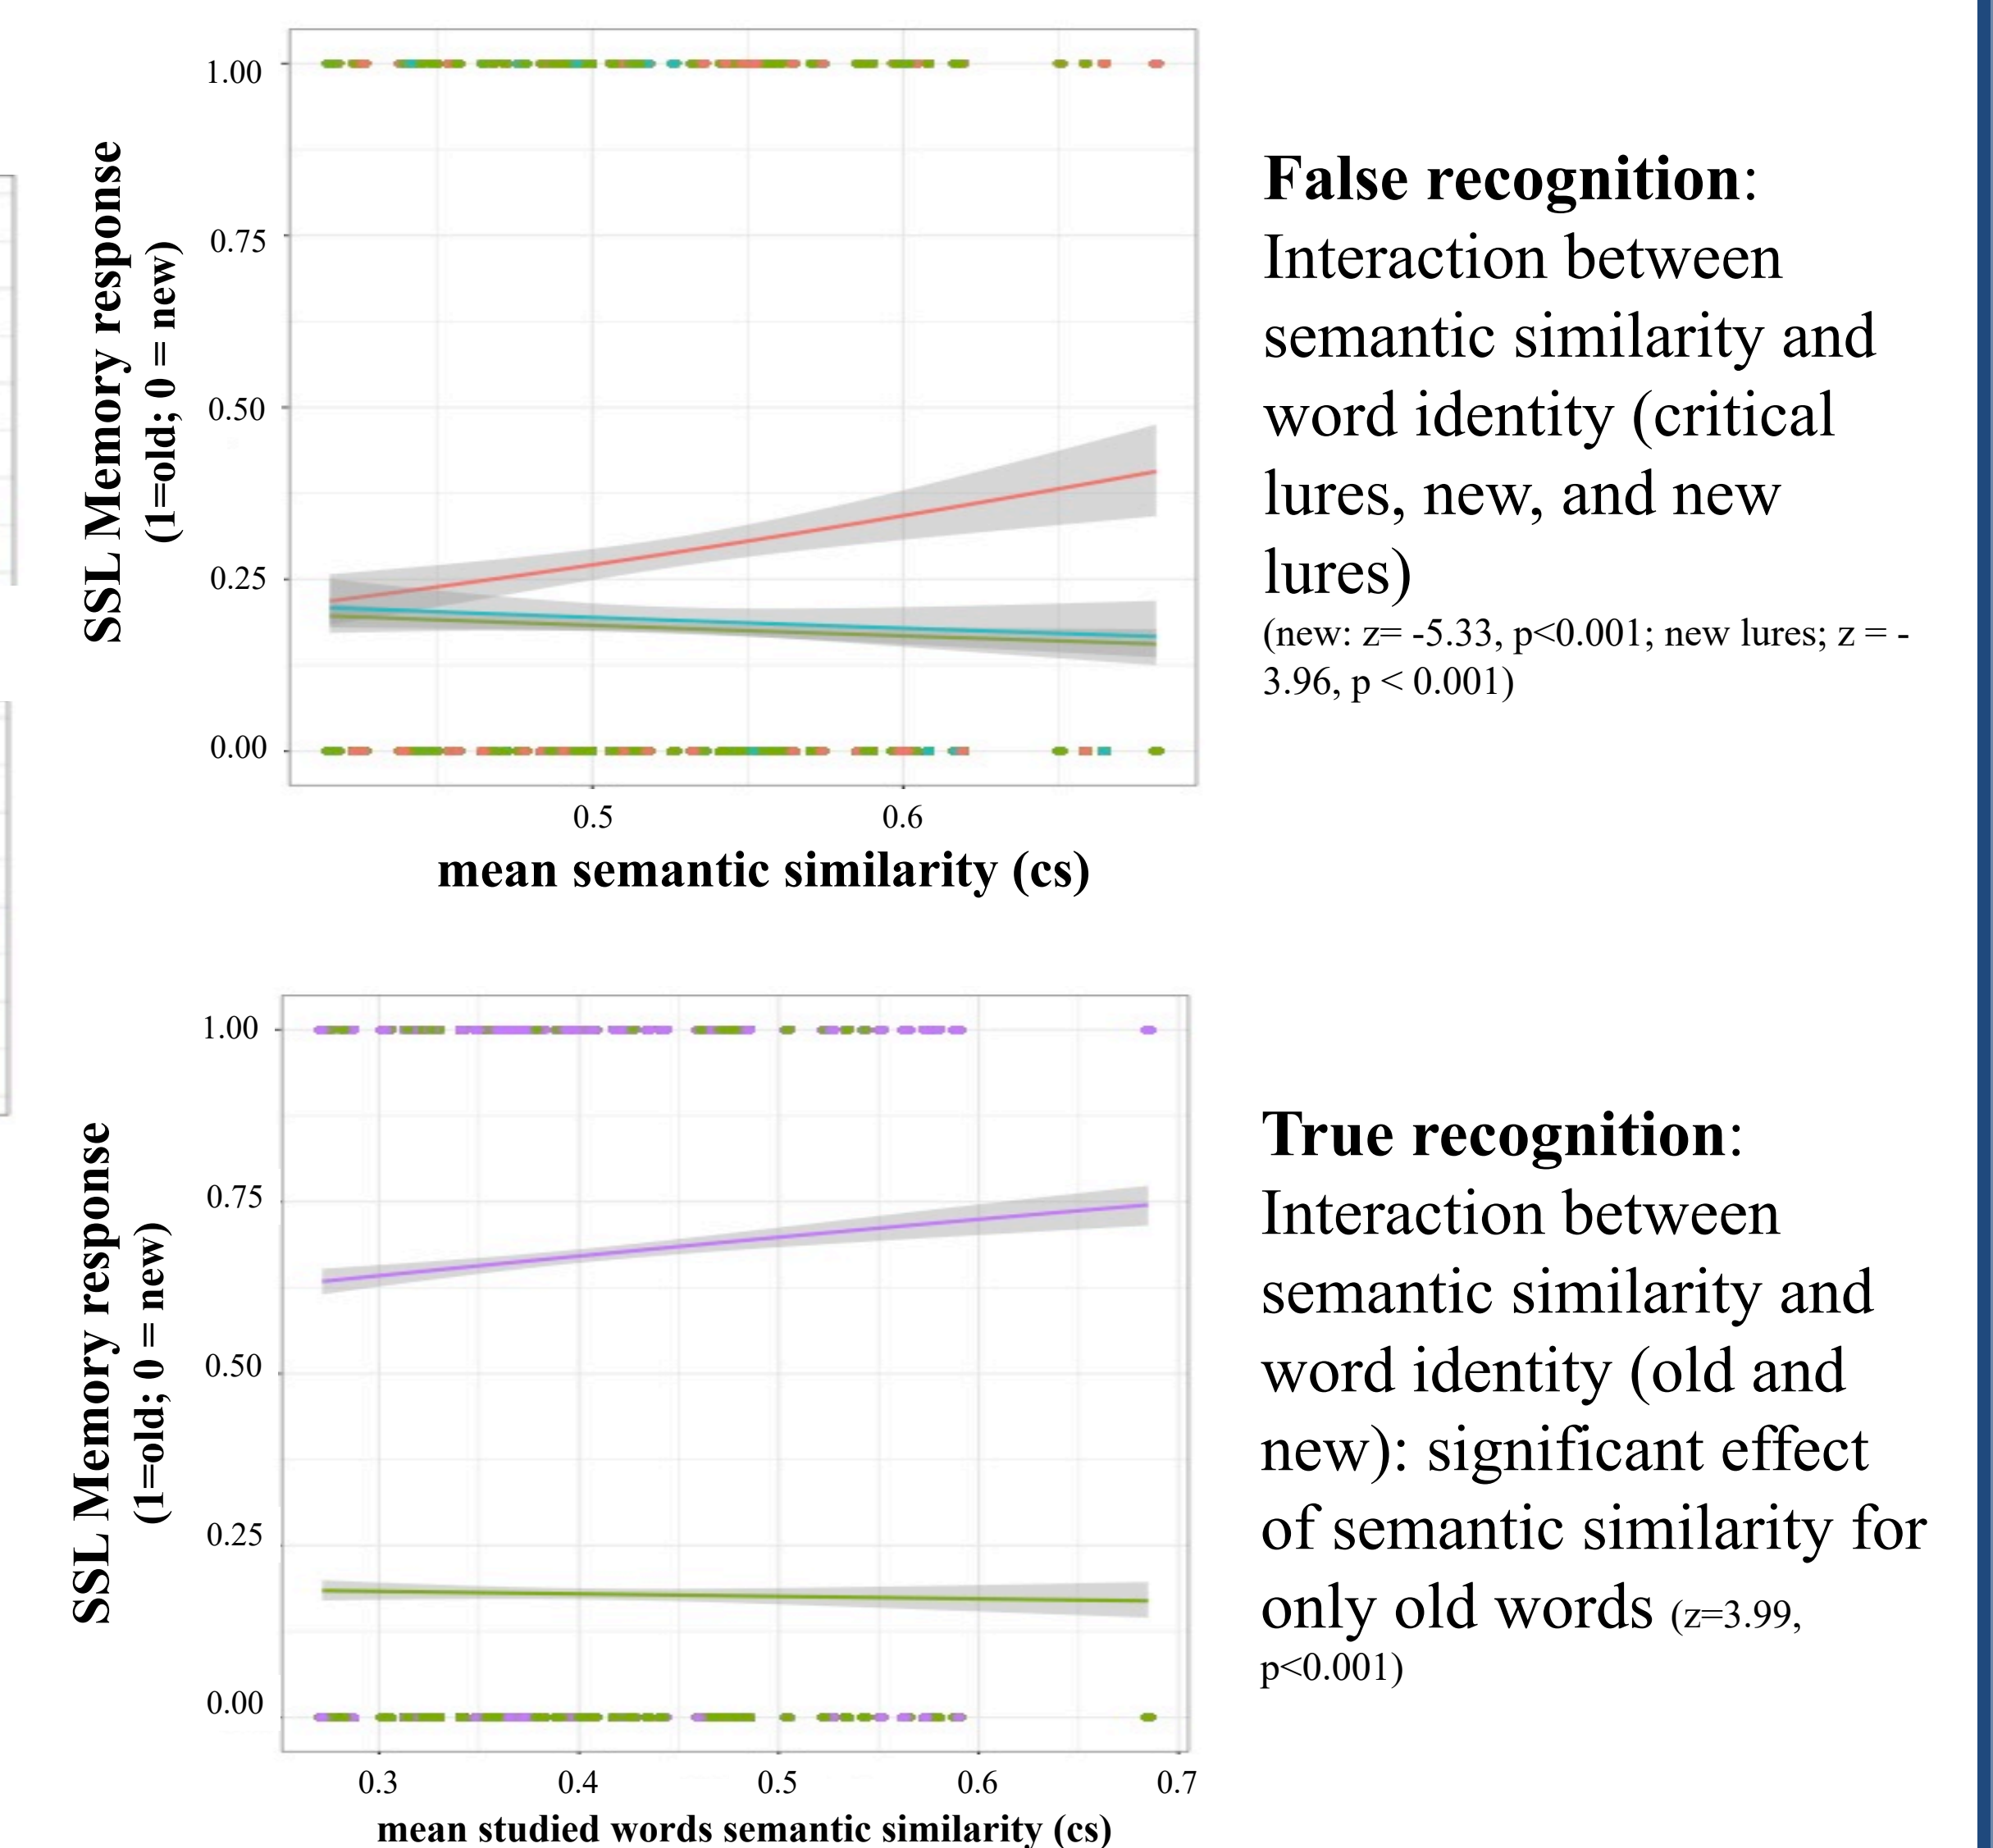 SSL Memory response
(1=old; 0 = new)
1.00
0.75
0.50
0.25
0.00
0.5
0.6
mean semantic similarity (cs)
False recognition:
Interaction between
semantic similarity and
word identity (critical
lures, new, and new
lures)
(new: z= -5.33, p<0.001; new lures; z = -
3.96, p < 0.001)
SSL Memory response
(1=old; 0 = new)
1.00
0.75
0.50
0.25
0.00
0.3
0.4
0.5
0.6
0.7
mean studied words semantic similarity (cs)
True recognition:
Interaction between
semantic similarity and
word identity (old and
new): significant effect
of semantic similarity for
only old words (z=3.99,
p<0.001)